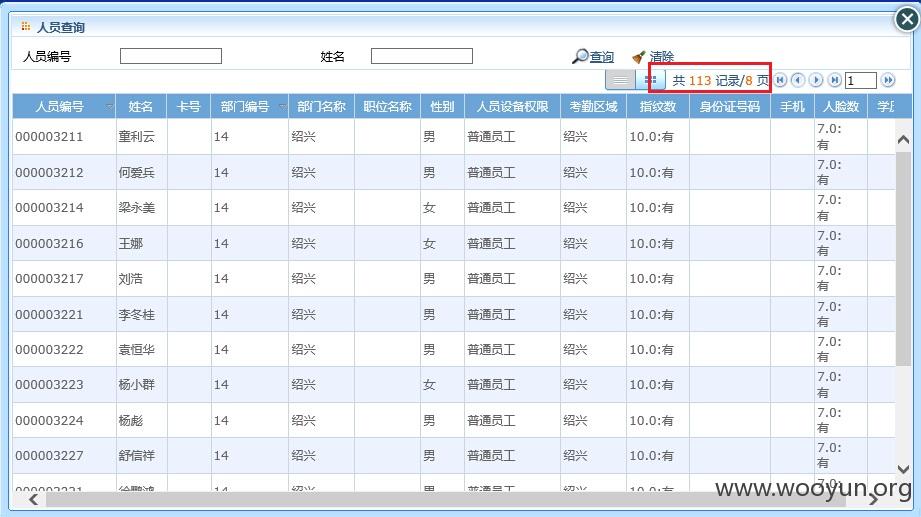 人员查询
人员编号 姓名 查询 清除
共 113 记录/8 页 1
人员编号 姓名 卡号 部门编号 部门名称 职位名称 性别 人员设备权限 考勤区域 指纹数 身份证号码 手机 人脸数 学历
000003211 童利云 14 绍兴 男 普通员工 绍兴 10.0:有 7.0:有
000003212 何爱兵 14 绍兴 男 普通员工 绍兴 10.0:有 7.0:有
000003214 梁永美 14 绍兴 女 普通员工 绍兴 10.0:有 7.0:有
000003216 王娜 14 绍兴 女 普通员工 绍兴 10.0:有 7.0:有
000003217 刘浩 14 绍兴 男 普通员工 绍兴 10.0:有 7.0:有
000003221 李冬桂 14 绍兴 男 普通员工 绍兴 10.0:有 7.0:有
000003222 袁恒华 14 绍兴 男 普通员工 绍兴 10.0:有 7.0:有
000003223 杨小群 14 绍兴 女 普通员工 绍兴 10.0:有 7.0:有
000003224 杨彪 14 绍兴 男 普通员工 绍兴 10.0:有 7.0:有
000003227 舒信祥 14 绍兴 男 普通员工 绍兴 10.0:有 7.0:有
www.wooyun.org